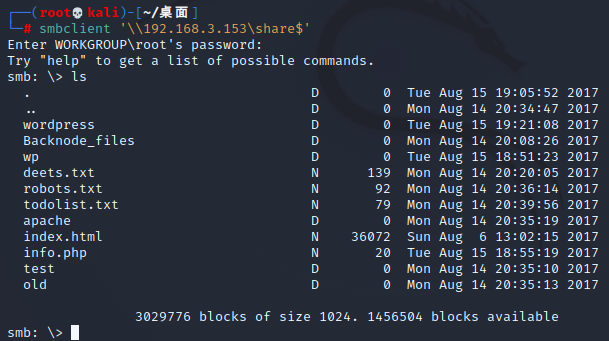 ┌──(root💀kali)-[~/桌面]
└─# smbclient '\\192.168.3.153\share$'
Enter WORKGROUP\root's password:
Try "help" to get a list of possible commands.
smb: \> ls
  .                                   D        0  Tue Aug 15 19:05:52 2017
  ..                                  D        0  Mon Aug 14 20:34:47 2017
  wordpress                           D        0  Tue Aug 15 19:21:08 2017
  Backnode_files                      D        0  Mon Aug 14 20:08:26 2017
  wp                                  D        0  Tue Aug 15 18:51:23 2017
  deets.txt                           N      139  Mon Aug 14 20:20:05 2017
  robots.txt                          N       92  Mon Aug 14 20:36:14 2017
  todolist.txt                        N       79  Mon Aug 14 20:39:56 2017
  apache                              D        0  Mon Aug 14 20:35:19 2017
  index.html                          N    36072  Sun Aug  6 13:02:15 2017
  info.php                            N       20  Tue Aug 15 18:55:19 2017
  test                                D        0  Mon Aug 14 20:35:10 2017
  old                                 D        0  Mon Aug 14 20:35:13 2017
                3029776 blocks of size 1024. 1456504 blocks available
smb: \>